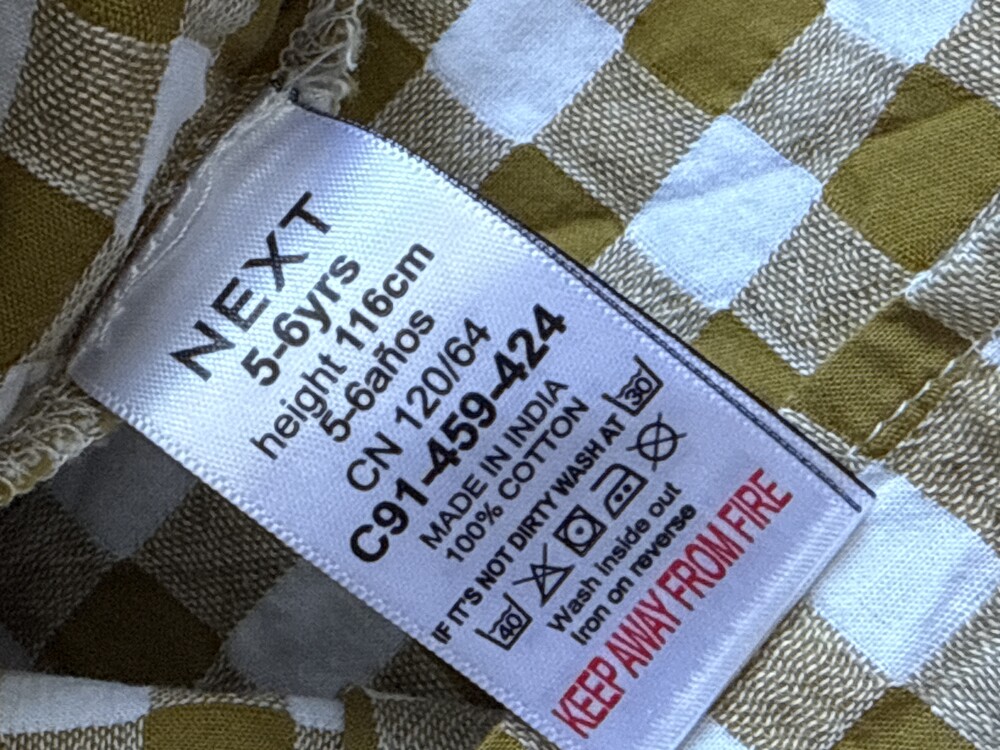 NEXT
5-6yrs
height 116cm
5-6años
CN 120/64
C91-459-424
MADE IN INDIA
100% COTTON
IF IT'S NOT DIRTY WASH AT 30
40
Wash inside out
Iron on reverse
KEEP AWAY FROM FIRE